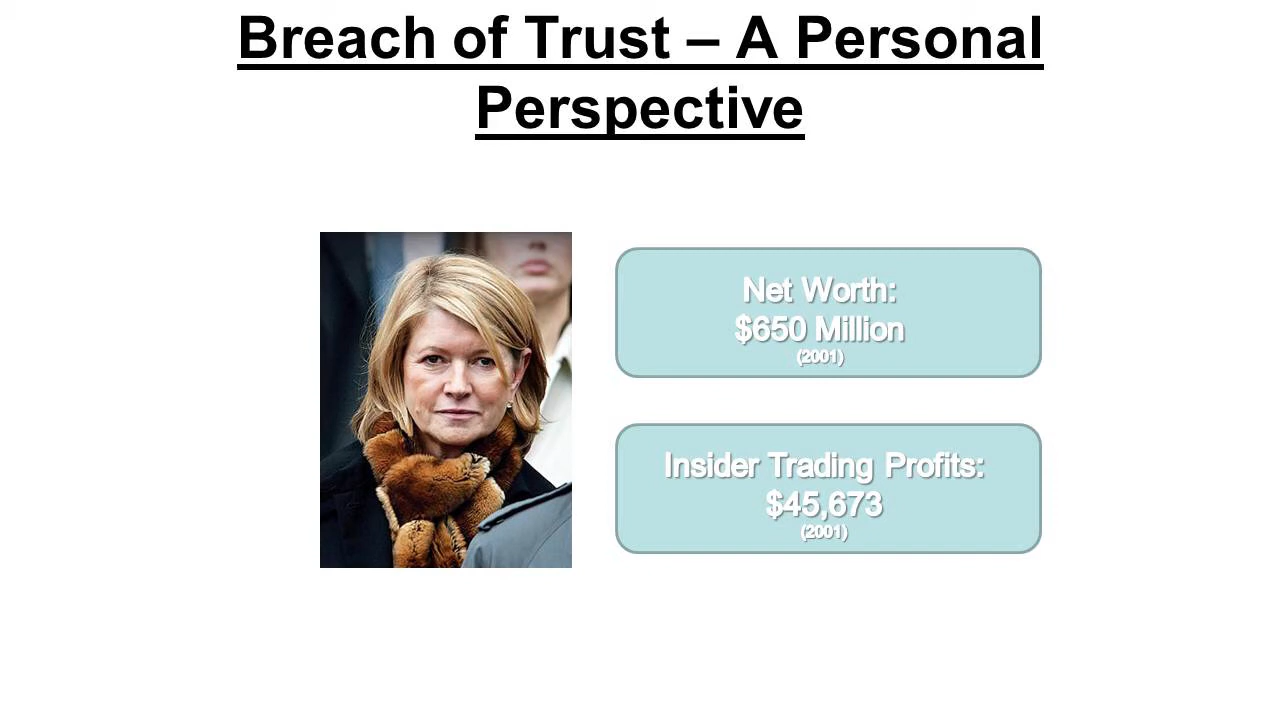 Breach of Trust – A Personal
Perspective
Net Worth:
$650 Million
(2001)
Insider Trading Profits:
$45,673
(2001)